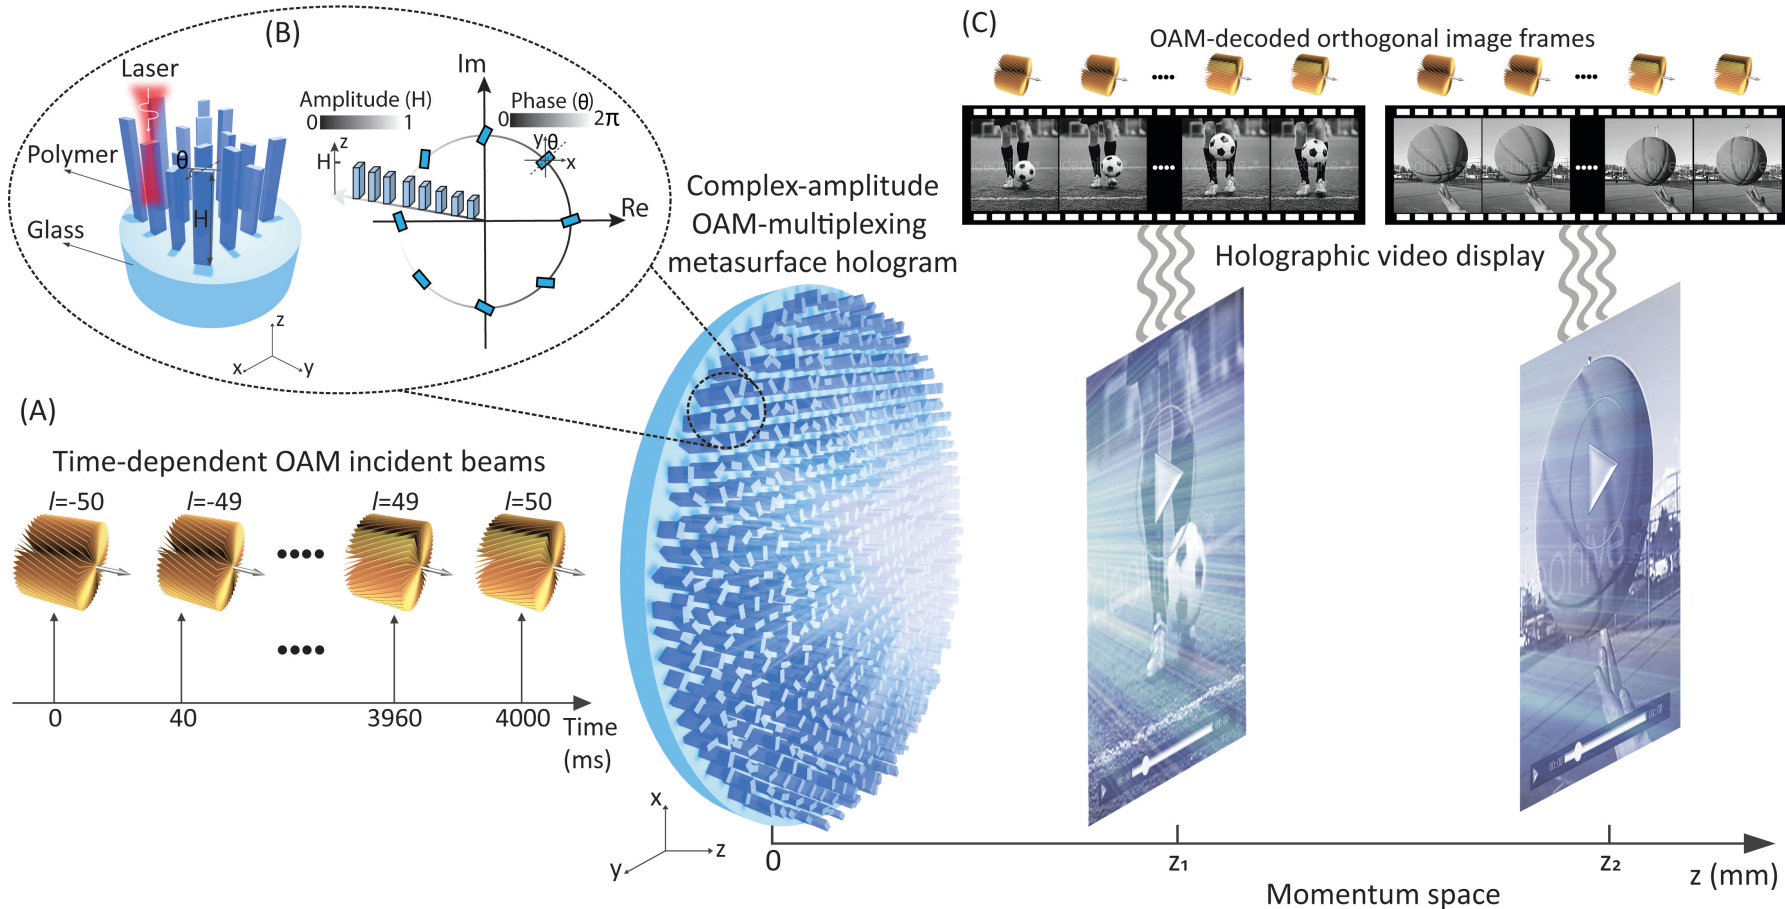 (B)
Laser
Polymer
Glass
θ
H
z
x
y
Amplitude (H)
0
1
z
H
Im
Phase (θ)
0
2π
y
θ
x
Re
(A)
Time-dependent OAM incident beams
l=-50
l=-49
l=49
l=50
0
40
3960
4000
Time
(ms)
Complex-amplitude
OAM-multiplexing
metasurface hologram
x
z
y
(C)
OAM-decoded orthogonal image frames
Holographic video display
0
z₁
z₂
z (mm)
Momentum space